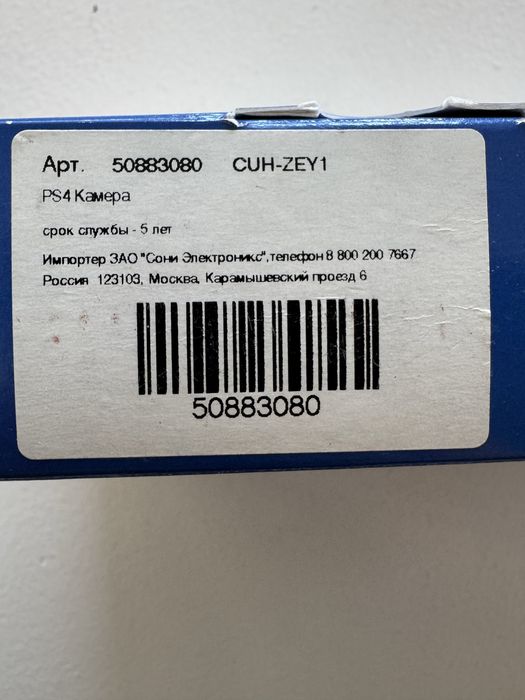 Арт. 50883080 CUH-ZEY1
PS4 Камера
срок службы - 5 лет
Импортер ЗАО "Сони Электроникс",телефон 8 800 200 7667
Россия 123103, Москва, Карамышевский проезд 6
50883080